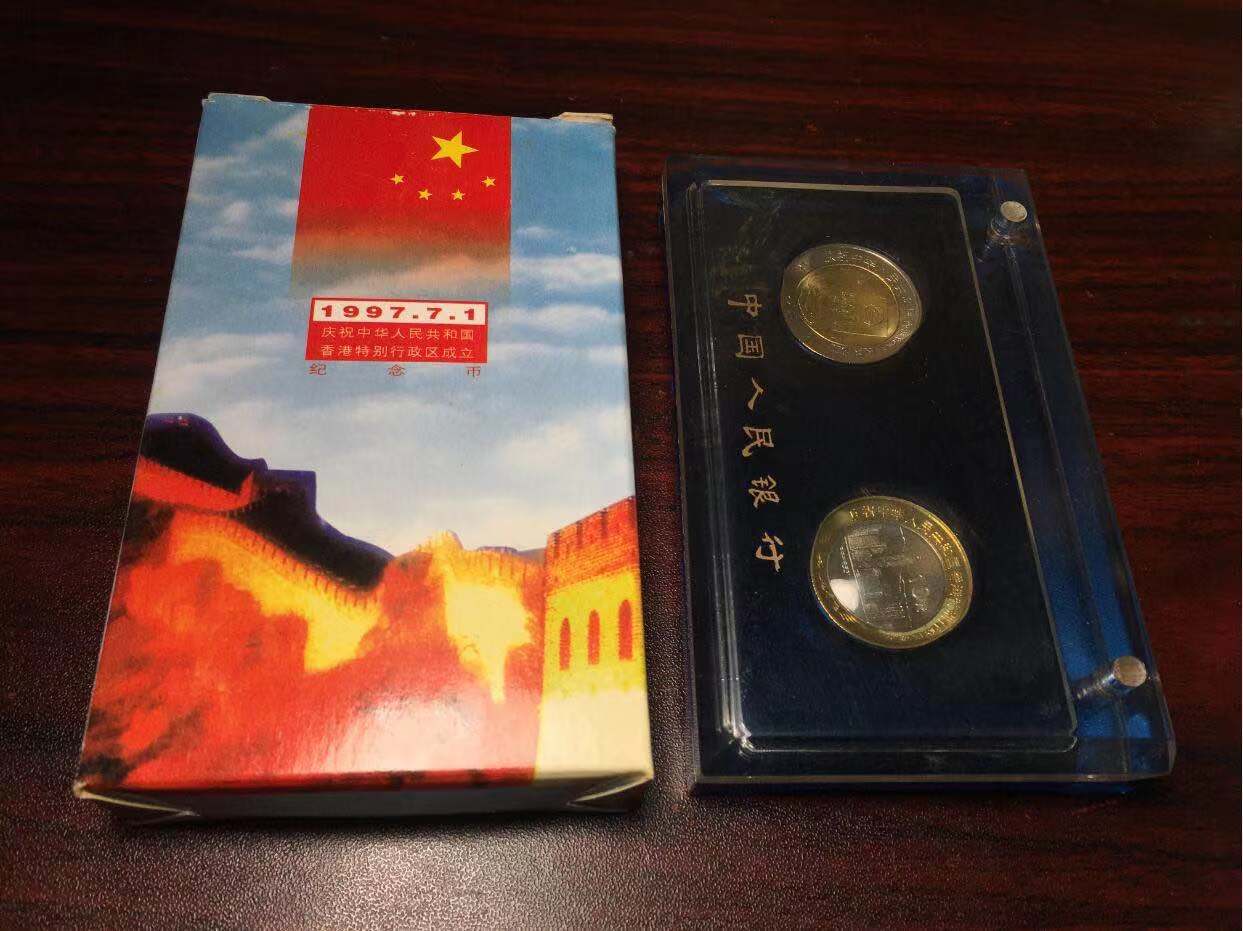 1997.7.1
庆祝中华人民共和国
香港特别行政区成立
纪念币
中国人民银行